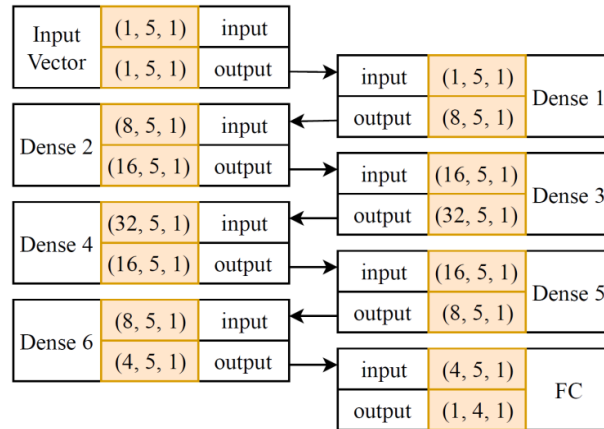 Input Vector (1, 5, 1) input
(1, 5, 1) output
input (1, 5, 1) Dense 1
output (8, 5, 1)
Dense 2 (8, 5, 1) input
(16, 5, 1) output
input (16, 5, 1) Dense 3
output (32, 5, 1)
Dense 4 (32, 5, 1) input
(16, 5, 1) output
input (16, 5, 1) Dense 5
output (8, 5, 1)
Dense 6 (8, 5, 1) input
(4, 5, 1) output
input (4, 5, 1) FC
output (1, 4, 1)